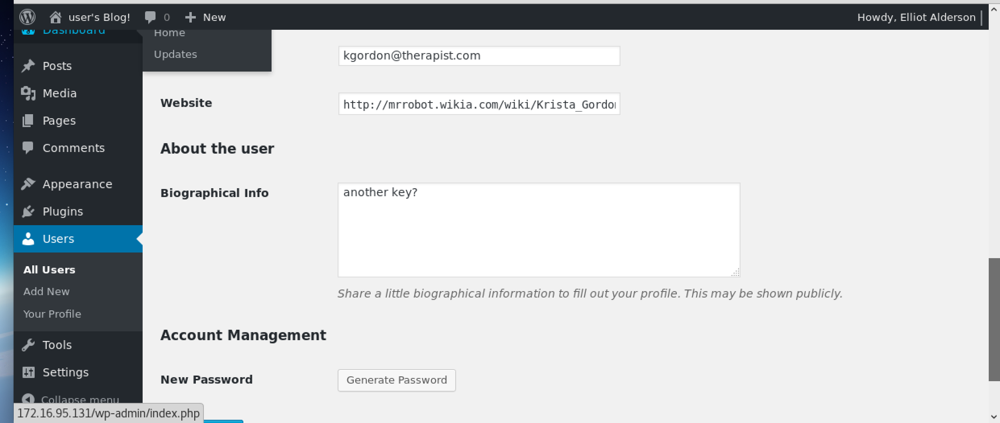 user's Blog! 0 New Howdy, Elliot Alderson
Dashboard
Home
Updates
kgordon@therapist.com
Posts
Media
Website http://mrrobot.wikia.com/wiki/Krista_Gordon
Pages
Comments
About the user
Appearance
Biographical Info another key?
Plugins
Users
All Users
Add New
Your Profile
Share a little biographical information to fill out your profile. This may be shown publicly.
Account Management
Tools
Settings
New Password Generate Password
Collapse menu
172.16.95.131/wp-admin/index.php